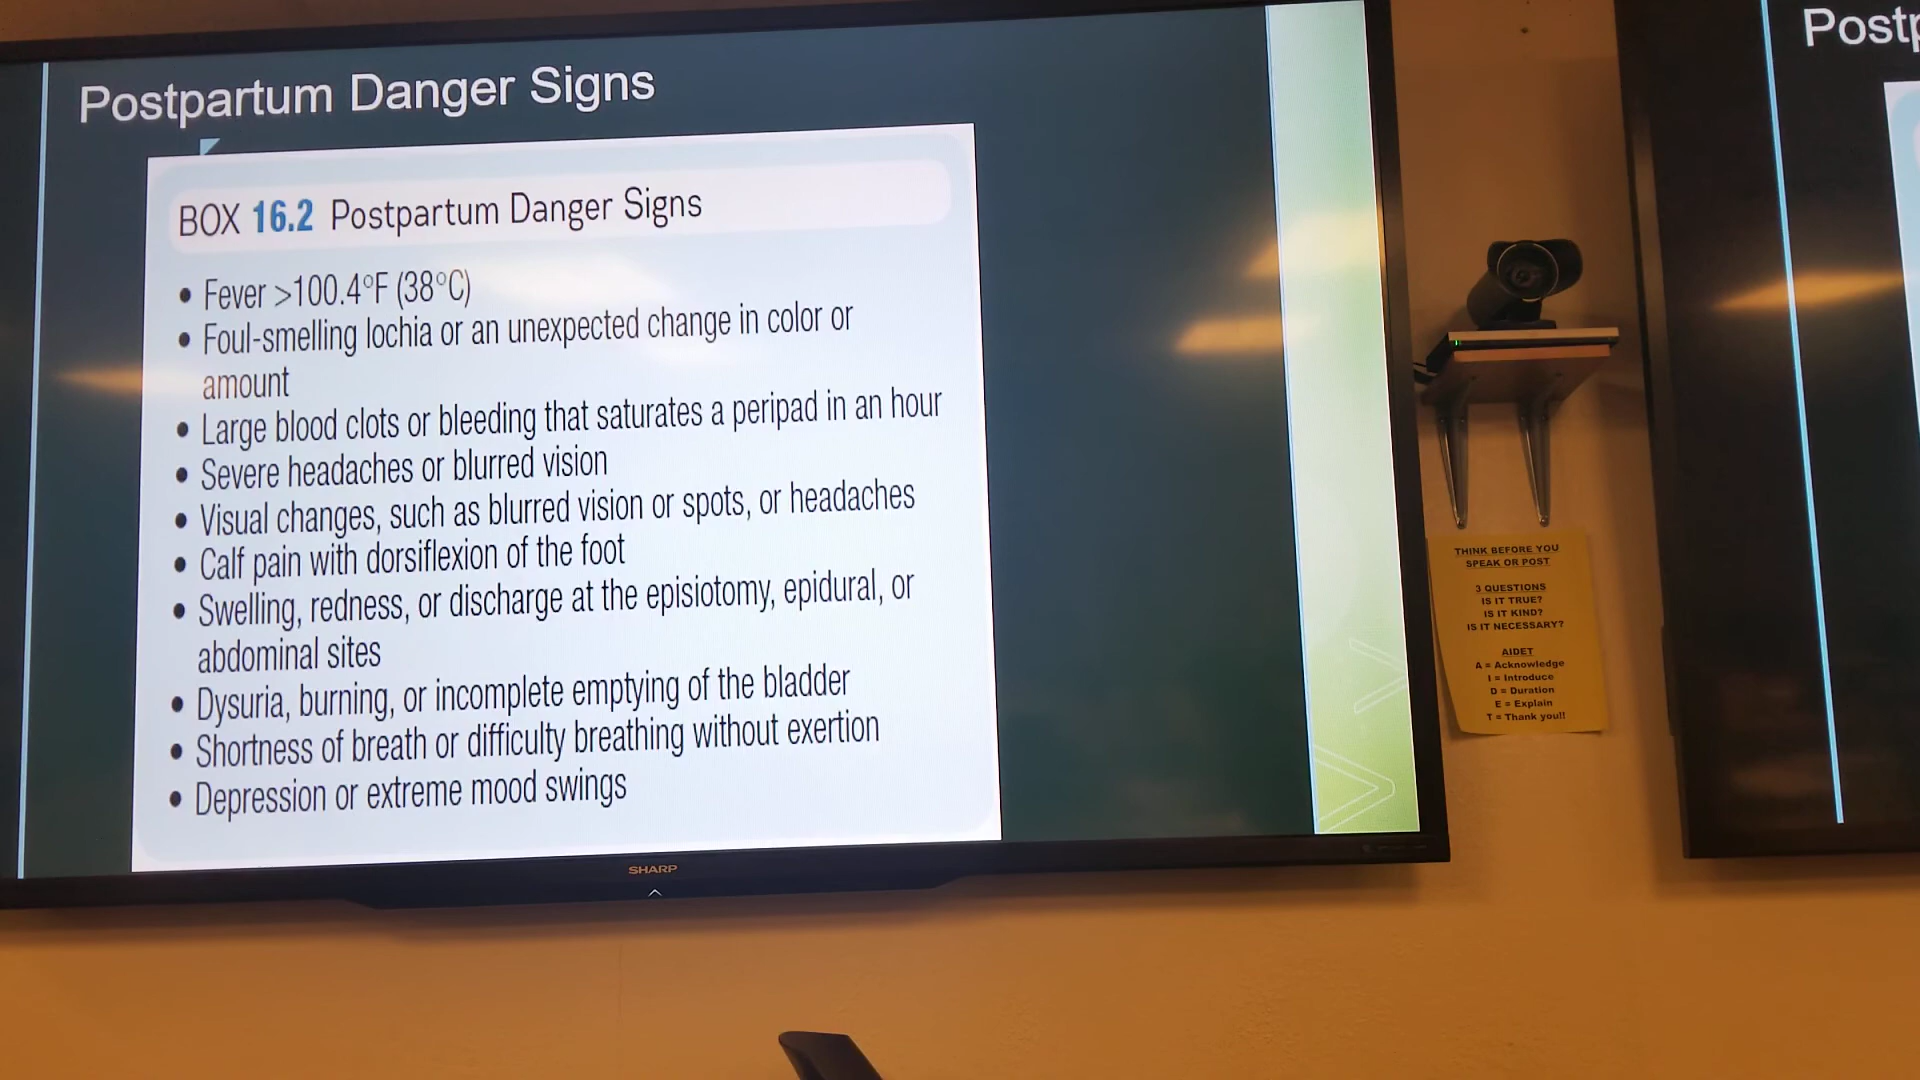 Postpartum Danger Signs
BOX 16.2 Postpartum Danger Signs
• Fever >100.4°F (38°C)
• Foul-smelling lochia or an unexpected change in color or
amount
• Large blood clots or bleeding that saturates a peripad in an hour
• Severe headaches or blurred vision
• Visual changes, such as blurred vision or spots, or headaches
• Calf pain with dorsiflexion of the foot
• Swelling, redness, or discharge at the episiotomy, epidural, or
abdominal sites
• Dysuria, burning, or incomplete emptying of the bladder
• Shortness of breath or difficulty breathing without exertion
• Depression or extreme mood swings
SHARP
THINK BEFORE YOU
SPEAK OR POST
3 QUESTIONS
IS IT TRUE?
IS IT KIND?
IS IT NECESSARY?
AIDET
A = Acknowledge
I = Introduce
D = Duration
E = Explain
T = Thank you!!
Postp